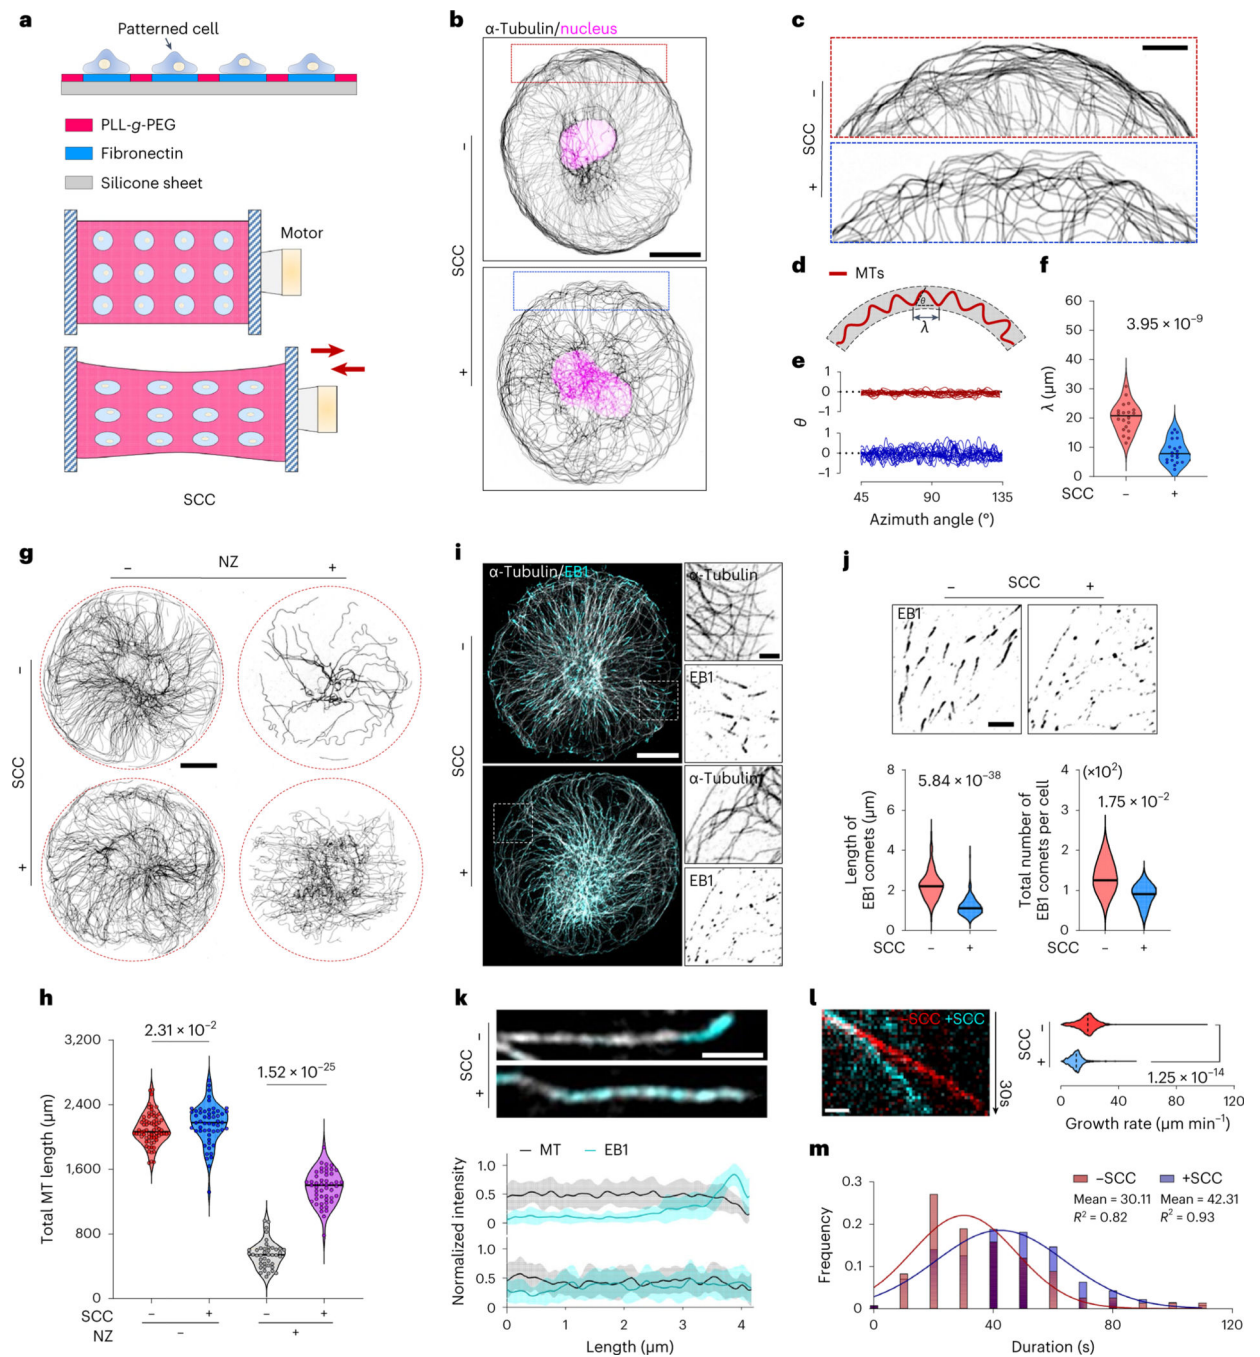 a
Patterned cell
PLL-g-PEG
Fibronectin
Silicone sheet
Motor
SCC
b
α-Tubulin/nucleus
−
SCC
+
c
−
SCC
+
d
MTs
θ
λ
e
1
0
−1
θ
1
0
−1
45 90 135
Azimuth angle (°)
f
60
50
40
30
20
10
0
λ (μm)
3.95 × 10⁻⁹
SCC − +
g
NZ
− +
−
SCC
+
h
3,200
2,400
1,600
800
0
Total MT length (μm)
2.31 × 10⁻²
1.52 × 10⁻²⁵
SCC − + − +
NZ − +
i
α-Tubulin/EB1
α-Tubulin
EB1
−
SCC
+
α-Tubulin
EB1
j
SCC
− +
EB1
8
6
4
2
0
Length of
EB1 comets (μm)
5.84 × 10⁻³⁸
SCC − +
(×10²)
4
3
2
1
0
Total number of
EB1 comets per cell
1.75 × 10⁻²
SCC − +
k
−
SCC
+
MT EB1
1.0
0.5
0
1.0
0.5
0
Normalized intensity
0 1 2 3 4
Length (μm)
l
−SCC +SCC
30s
−
SCC
+
1.25 × 10⁻¹⁴
0 40 80 120
Growth rate (μm min⁻¹)
m
−SCC +SCC
Mean = 30.11 Mean = 42.31
R² = 0.82 R² = 0.93
0.3
0.2
0.1
0
Frequency
0 40 80 120
Duration (s)